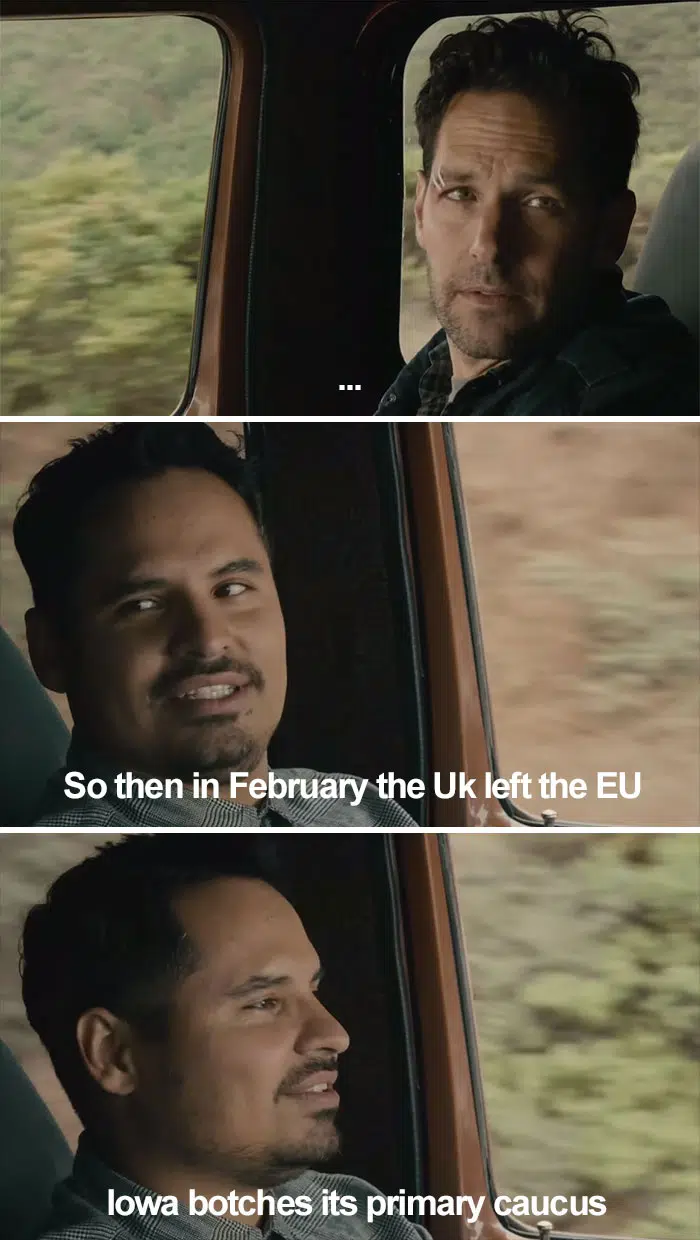 ...
So then in February the Uk left the EU
Iowa botches its primary caucus